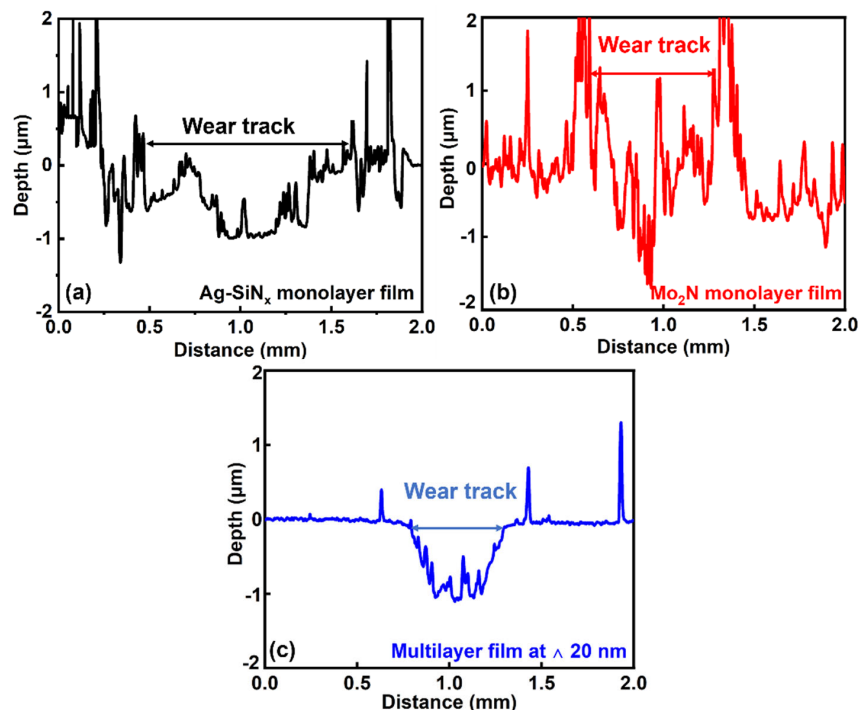 2
1
0
-1
-2
Depth (μm)
Wear track
(a)
Ag-SiNx monolayer film
0.0 0.5 1.0 1.5 2.0
Distance (mm)
2
1
0
-1
-2
Depth (μm)
Wear track
(b)
Mo2N monolayer film
0.0 0.5 1.0 1.5 2.0
Distance (mm)
2
1
0
-1
-2
Depth (μm)
Wear track
(c)
Multilayer film at ∧ 20 nm
0.0 0.5 1.0 1.5 2.0
Distance (mm)